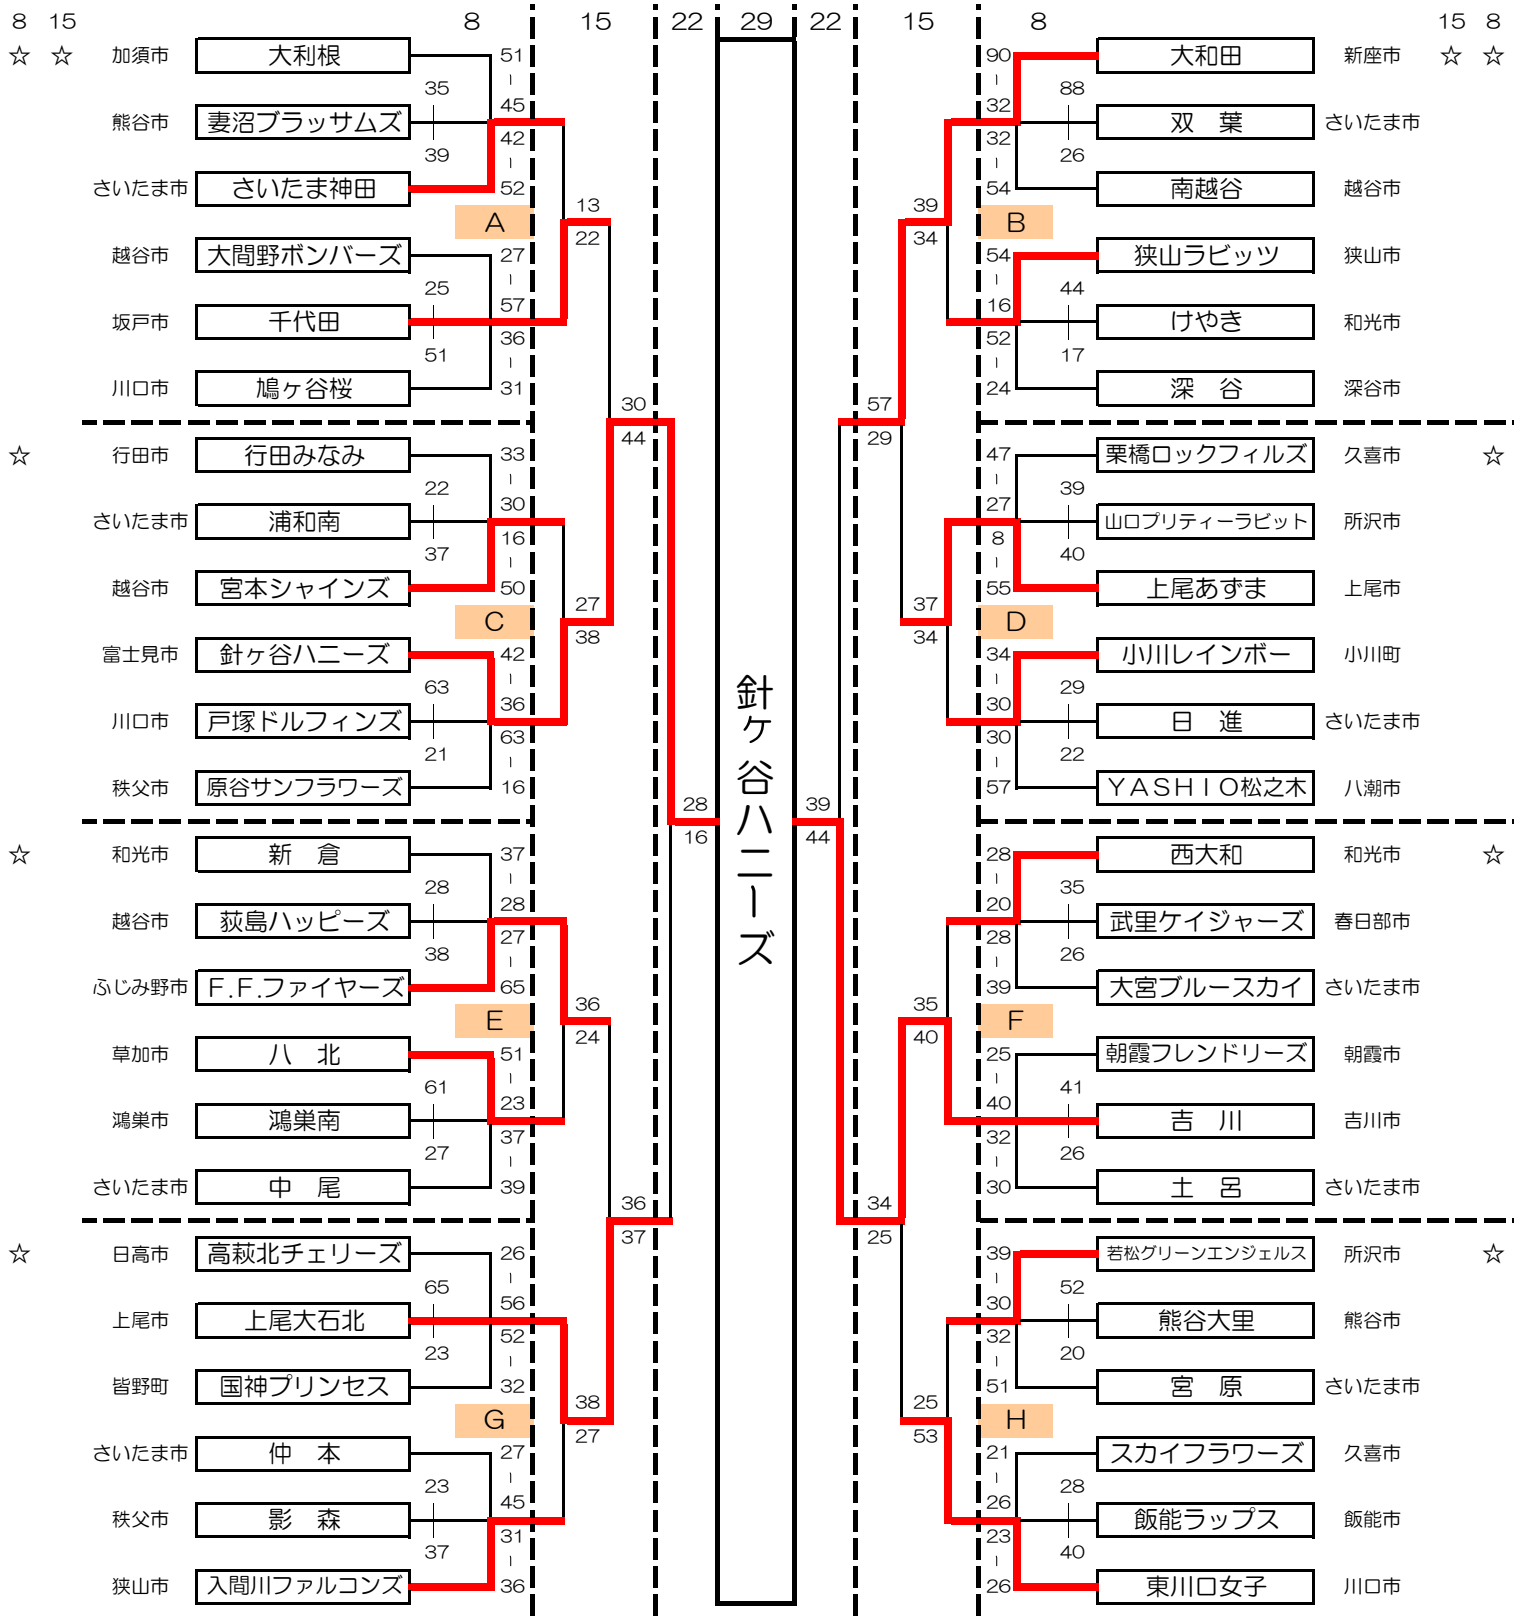 8 15 8 15 22 29 22 15 8 15 8
☆ ☆ 加須市 大利根 51 90 大和田 新座市 ☆ ☆
35 | 39
| |
88 | 26
熊谷市 妻沼ブラッサムズ 45 32 双　葉 さいたま市
42 32
| |
さいたま市 さいたま神田 52 54 南越谷 越谷市
13 39
A B
22 34
越谷市 大間野ボンバーズ 27 54 狭山ラビッツ 狭山市
25 | 51
| |
44 | 17
坂戸市 千代田 57 16 けやき 和光市
36 52
| |
川口市 鳩ヶ谷桜 31 24 深　谷 深谷市
30 57
44 29
☆ 行田市 行田みなみ 33 47 栗橋ロックフィルズ 久喜市 ☆
22 | 37
| |
39 | 40
さいたま市 浦和南 30 27 山口プリティーラビット 所沢市
16 8
| |
越谷市 宮本シャインズ 50 55 上尾あずま 上尾市
27 37
C D
38 34
富士見市 針ヶ谷ハニーズ 42 34 小川レインボー 小川町
63 | 21
| |
29 | 22
川口市 戸塚ドルフィンズ 36 30 日　進 さいたま市
63 30
| |
秩父市 原谷サンフラワーズ 16 57 ＹＡＳＨＩＯ松之木 八潮市
28 39
針ヶ谷ハニーズ
16 44
☆ 和光市 新　倉 37 28 西大和 和光市 ☆
28 | 38
| |
35 | 26
越谷市 荻島ハッピーズ 28 20 武里ケイジャーズ 春日部市
27 28
| |
ふじみ野市 F.F.ファイヤーズ 65 39 大宮ブルースカイ さいたま市
36 35
E F
24 40
草加市 八　北 51 25 朝霞フレンドリーズ 朝霞市
61 | 27
| |
41 | 26
鴻巣市 鴻巣南 23 40 吉　川 吉川市
37 32
| |
さいたま市 中　尾 39 30 土　呂 さいたま市
36 34
37 25
☆ 日高市 高萩北チェリーズ 26 39 若松グリーンエンジェルス 所沢市 ☆
65 | 23
| |
52 | 20
上尾市 上尾大石北 56 30 熊谷大里 熊谷市
52 32
| |
皆野町 国神プリンセス 32 51 宮　原 さいたま市
38 25
G H
27 53
さいたま市 仲　本 27 21 スカイフラワーズ 久喜市
23 | 37
| |
28 | 40
秩父市 影　森 45 26 飯能ラップス 飯能市
31 23
| |
狭山市 入間川ファルコンズ 36 26 東川口女子 川口市